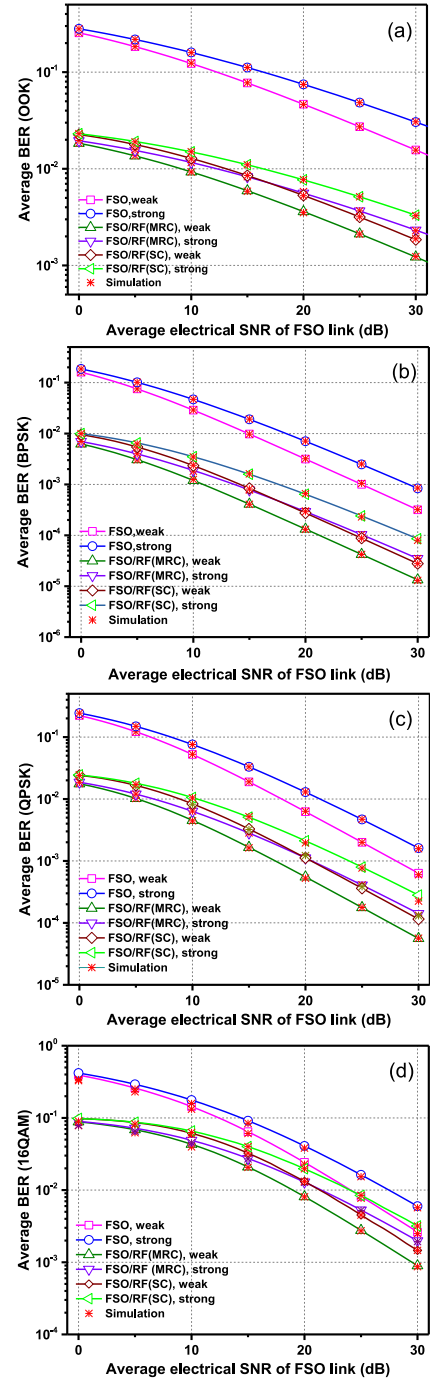 (a)
Average BER (OOK)
10⁻¹
10⁻²
10⁻³
FSO,weak
FSO,strong
FSO/RF(MRC), weak
FSO/RF(MRC), strong
FSO/RF(SC), weak
FSO/RF(SC), strong
Simulation
0 5 10 15 20 25 30
Average electrical SNR of FSO link (dB)
(b)
Average BER (BPSK)
10⁻¹
10⁻²
10⁻³
10⁻⁴
10⁻⁵
10⁻⁶
FSO,weak
FSO,strong
FSO/RF(MRC), weak
FSO/RF(MRC), strong
FSO/RF(SC), weak
FSO/RF(SC), strong
Simulation
0 10 20 30
Average electrical SNR of FSO link (dB)
(c)
Average BER (QPSK)
10⁻¹
10⁻²
10⁻³
10⁻⁴
10⁻⁵
FSO, weak
FSO, strong
FSO/RF(MRC), weak
FSO/RF(MRC), strong
FSO/RF(SC), weak
FSO/RF(SC), strong
Simulation
0 10 20 30
Average electrical SNR of FSO link (dB)
(d)
Average BER (16QAM)
10⁰
10⁻¹
10⁻²
10⁻³
10⁻⁴
FSO, weak
FSO, strong
FSO/RF(MRC), weak
FSO/RF (MRC), strong
FSO/RF(SC), weak
FSO/RF(SC), strong
Simulation
0 10 20 30
Average electrical SNR of FSO link (dB)